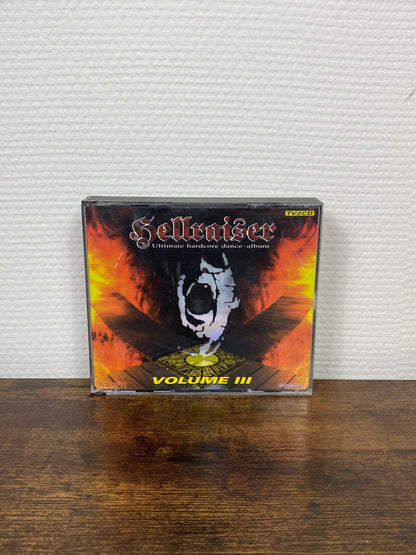 TV2CD
Hellraiser
Ultimate hardcore dance-album
VOLUME III